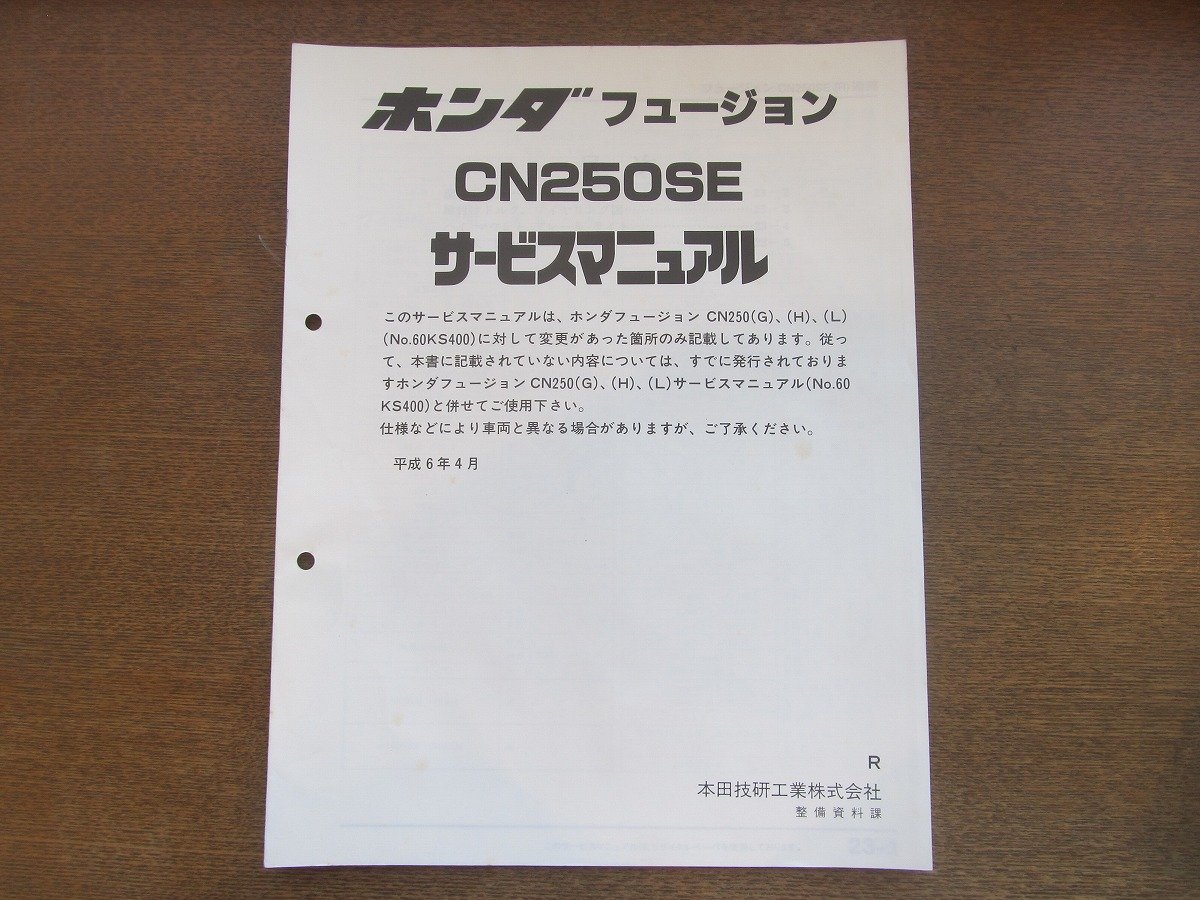 ホンダ フュージョン
CN250SE
サービスマニュアル
このサービスマニュアルは、ホンダフュージョン CN250(G)、(H)、(L)
(No.60KS400)に対して変更があった箇所のみ記載してあります。従っ
て、本書に記載されていない内容については、すでに発行されておりま
すホンダフュージョン CN250(G)、(H)、(L)サービスマニュアル(No.60
KS400)と併せてご使用下さい。
仕様などにより車両と異なる場合がありますが、ご了承ください。
平成6年4月
R
本田技研工業株式会社
整備資料課